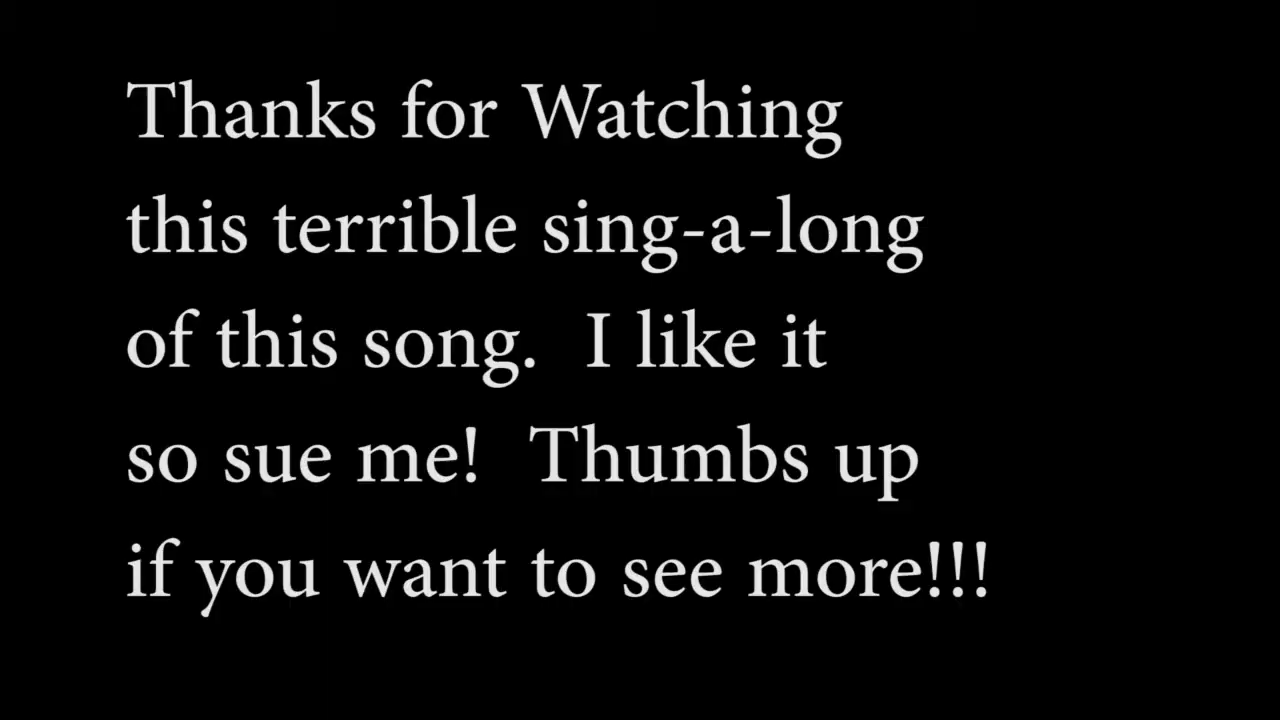 Thanks for Watching
this terrible sing-a-long
of this song.  I like it
so sue me!  Thumbs up
if you want to see more!!!